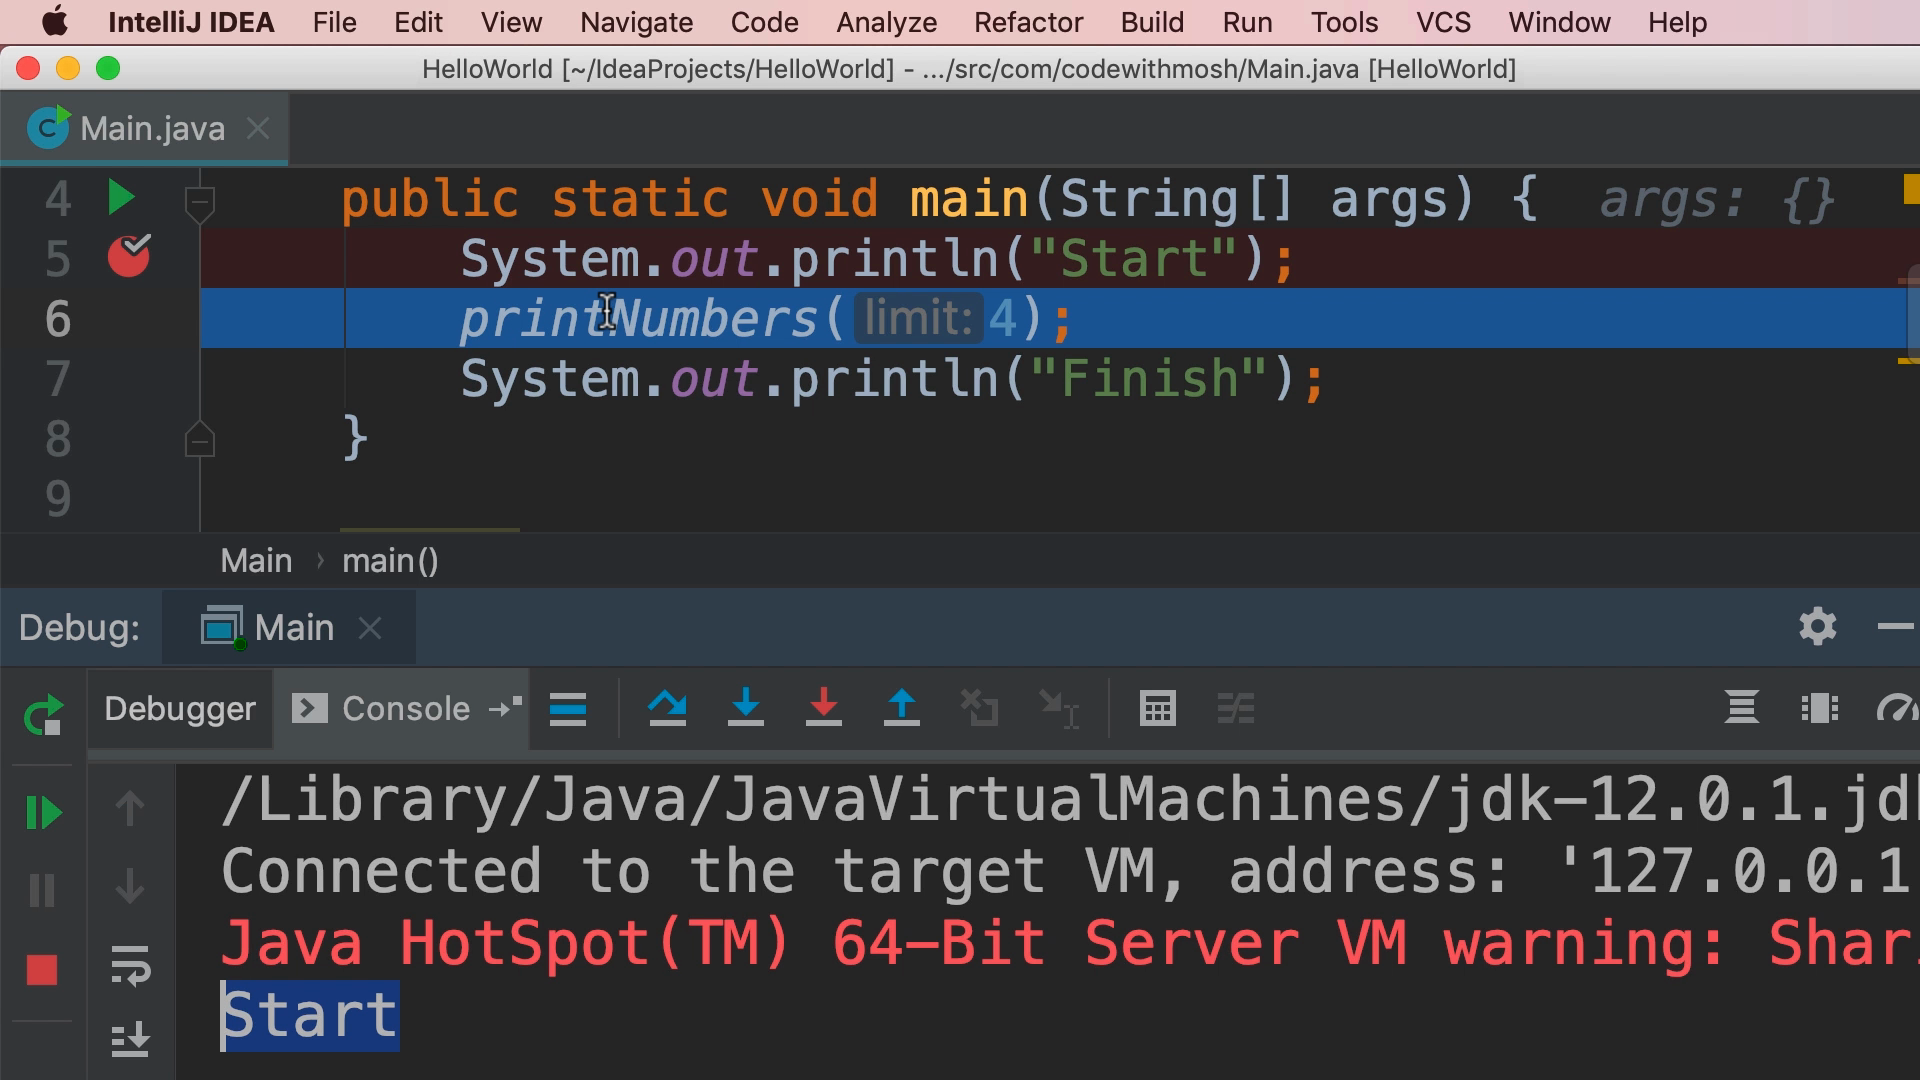 IntelliJ IDEA File Edit View Navigate Code Analyze Refactor Build Run Tools VCS Window Help
HelloWorld [~/IdeaProjects/HelloWorld] - .../src/com/codewithmosh/Main.java [HelloWorld]
C Main.java
4 public static void main(String[] args) { args: {}
5 System.out.println("Start");
6 printNumbers( limit: 4);
7 System.out.println("Finish");
8 }
9
Main › main()
Debug: Main
Debugger Console
/Library/Java/JavaVirtualMachines/jdk-12.0.1.jd
Connected to the target VM, address: '127.0.0.1
Java HotSpot(TM) 64-Bit Server VM warning: Shar
Start